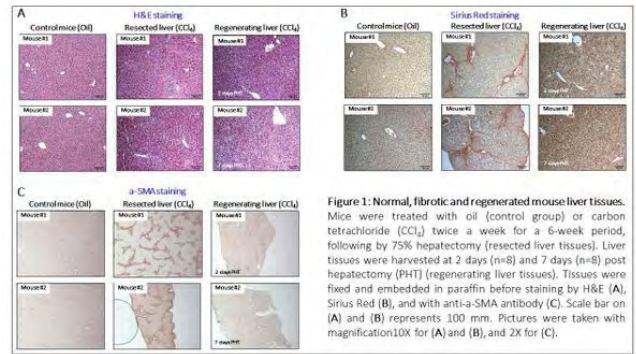 A
H&E staining
Control mice (Oil) Resected liver (CCl₄) Regenerating liver (CCl₄)
Mouse#1 Mouse#1 Mouse#1
2 days PHT
Mouse#2 Mouse#2 Mouse#2
7 days PHT
B
Sirius Red staining
Control mice (Oil) Resected liver (CCl₄) Regenerating liver (CCl₄)
Mouse#1 Mouse#1 Mouse#1
2 days PHT
Mouse#2 Mouse#2 Mouse#2
7 days PHT
C
a-SMA staining
Control mice (Oil) Resected liver (CCl₄) Regenerating liver (CCl₄)
Mouse#1 Mouse#1 Mouse#1
2 days PHT
Mouse#2 Mouse#2 Mouse#2
7 days PHT
Figure 1: Normal, fibrotic and regenerated mouse liver tissues.
Mice were treated with oil (control group) or carbon
tetrachloride (CCl₄) twice a week for a 6-week period,
following by 75% hepatectomy (resected liver tissues). Liver
tissues were harvested at 2 days (n=8) and 7 days (n=8) post
hepatectomy (PHT) (regenerating liver tissues). Tissues were
fixed and embedded in paraffin before staining by H&E (A),
Sirius Red (B), and with anti-a-SMA antibody (C). Scale bar on
(A) and (B) represents 100 mm. Pictures were taken with
magnification10X for (A) and (B), and 2X for (C).